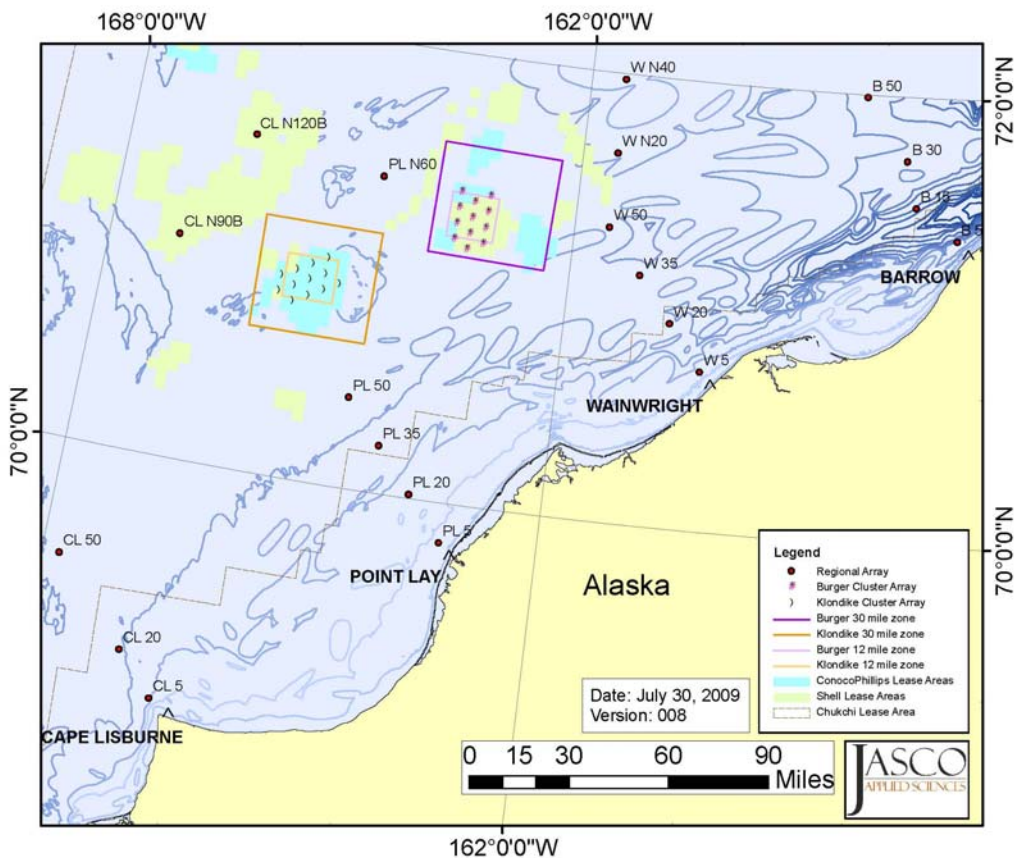 168°0'0"W
162°0'0"W
W N40
B 50
72°0'0"N
CL N120B
W N20
B 30
PL N60
B 15
CL N90B
W 50
B 5
BARROW
W 35
W 20
W 5
PL 50
WAINWRIGHT
70°0'0"N
PL 35
PL 20
CL 50
PL 5
70°0'0"N
POINT LAY
Alaska
CL 20
CL 5
CAPE LISBURNE
Legend
Regional Array
Burger Cluster Array
Klondike Cluster Array
Burger 30 mile zone
Klondike 30 mile zone
Burger 12 mile zone
Klondike 12 mile zone
ConocoPhillips Lease Areas
Shell Lease Areas
Chukchi Lease Area
Date: July 30, 2009
Version: 008
0 15 30 60 90
Miles
JASCO
APPLIED SCIENCES
162°0'0"W